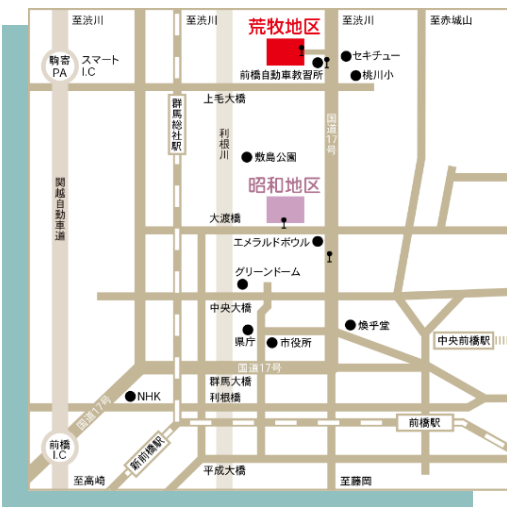 至渋川
至渋川
荒牧地区
至渋川
至赤城山
駒寄
PA
スマート
I.C
セキチュー
前橋自動車教習所
桃川小
上毛大橋
群馬総社駅
利根川
国道17号
敷島公園
関越自動車道
昭和地区
大渡橋
エメラルドボウル
グリーンドーム
中央大橋
県庁
市役所
煥乎堂
中央前橋駅
国道17号
群馬大橋
利根橋
NHK
国道17号
前橋駅
前橋
I.C
新前橋駅
平成大橋
至高崎
至藤岡